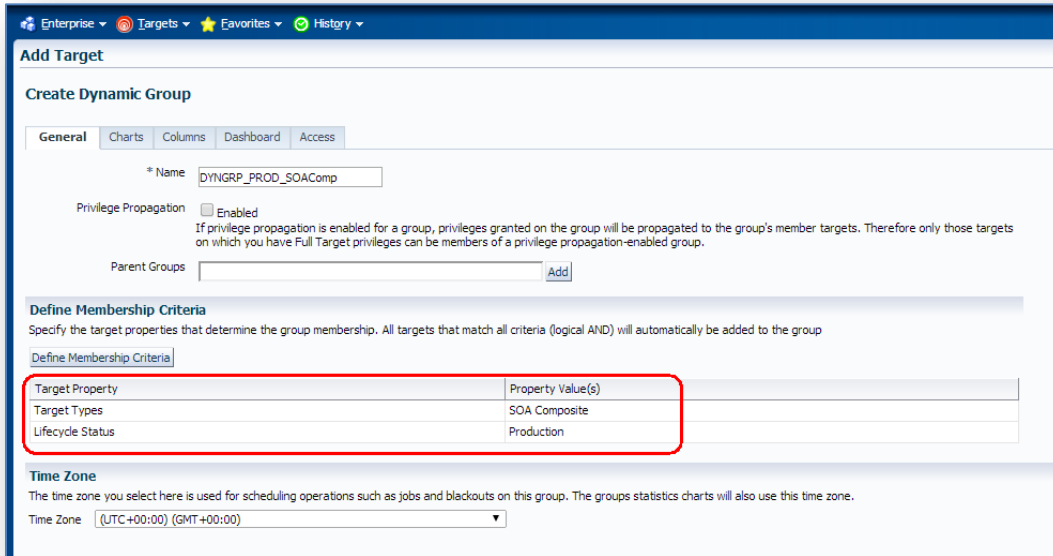 Enterprise Targets Favorites History
Add Target
Create Dynamic Group
General Charts Columns Dashboard Access
* Name DYNGRP_PROD_SOAComp
Privilege Propagation Enabled
If privilege propagation is enabled for a group, privileges granted on the group will be propagated to the group's member targets. Therefore only those targets
on which you have Full Target privileges can be members of a privilege propagation-enabled group.
Parent Groups Add
Define Membership Criteria
Specify the target properties that determine the group membership. All targets that match all criteria (logical AND) will automatically be added to the group
Define Membership Criteria
Target Property Property Value(s)
Target Types SOA Composite
Lifecycle Status Production
Time Zone
The time zone you select here is used for scheduling operations such as jobs and blackouts on this group. The groups statistics charts will also use this time zone.
Time Zone (UTC+00:00) (GMT+00:00)